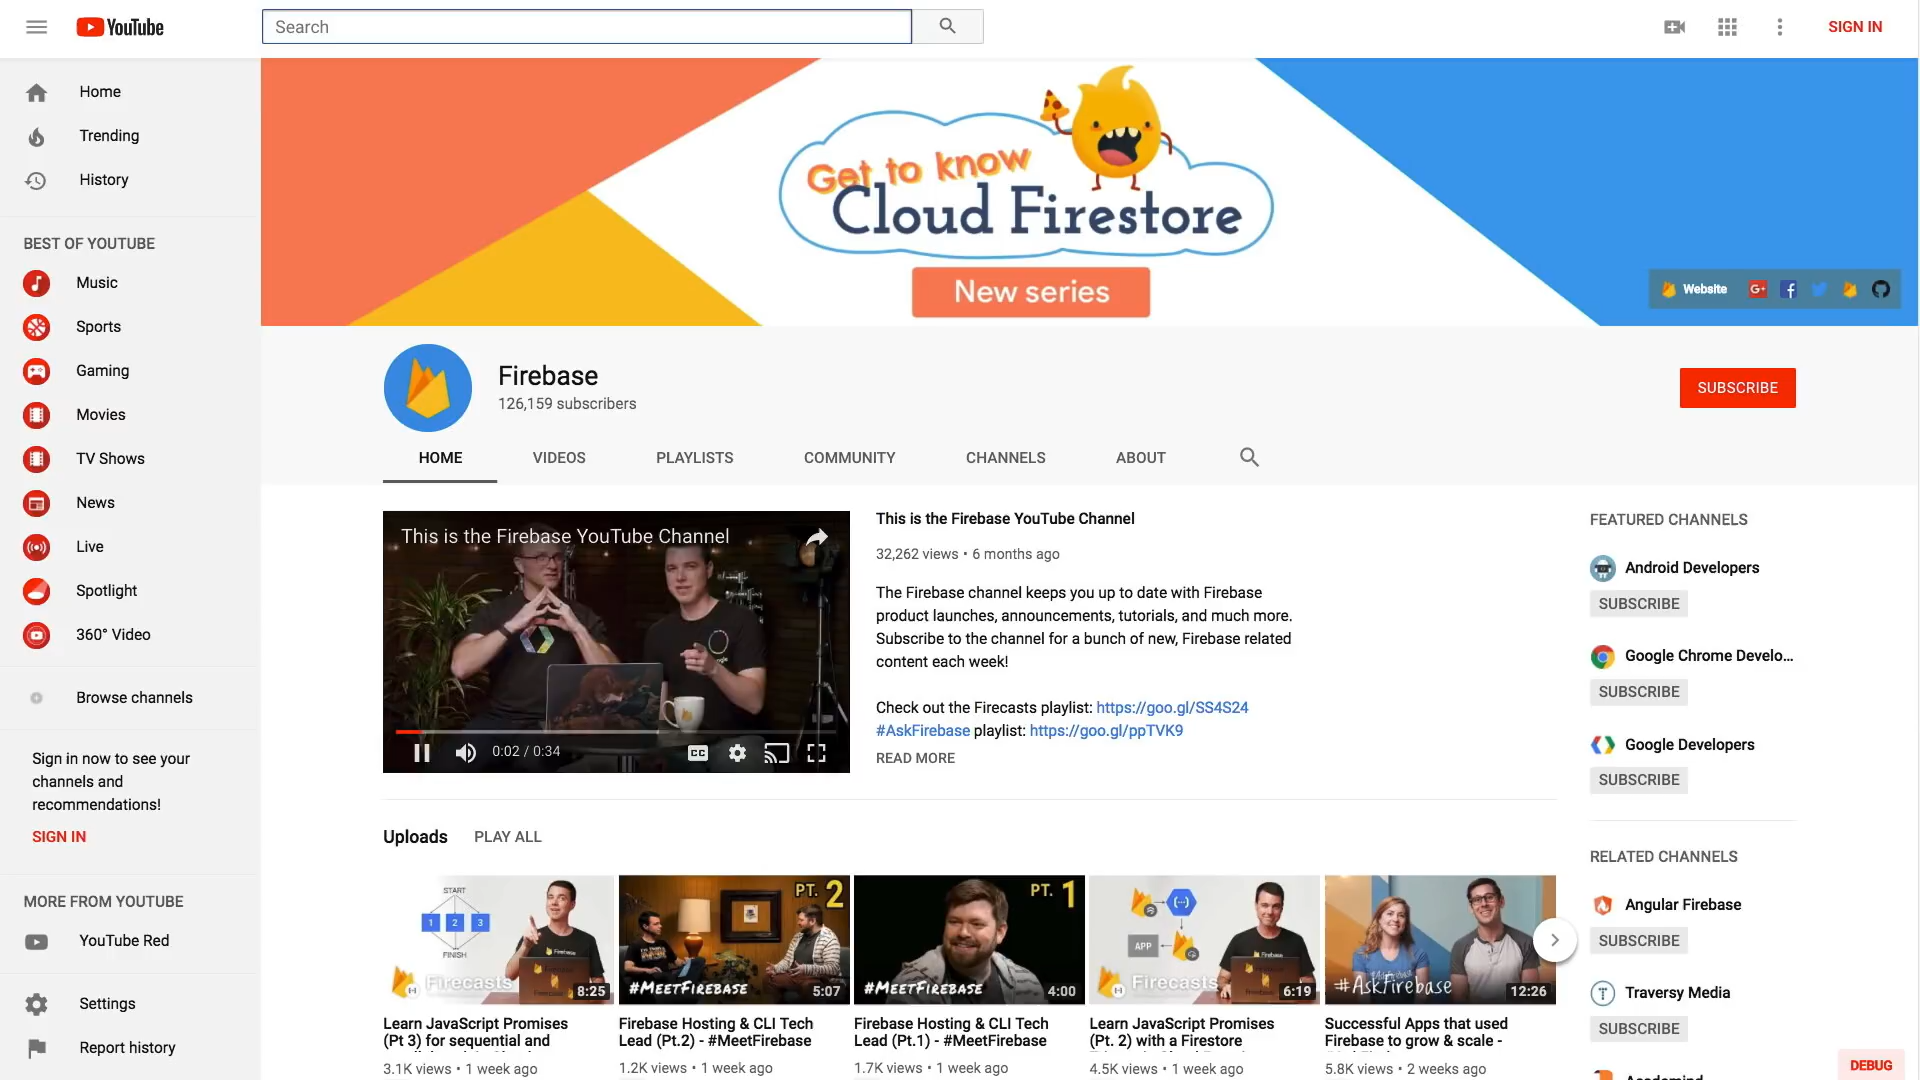 YouTube
Search
SIGN IN
Home
Trending
History
BEST OF YOUTUBE
Music
Sports
Gaming
Movies
TV Shows
News
Live
Spotlight
360° Video
Browse channels
Sign in now to see your
channels and
recommendations!
SIGN IN
MORE FROM YOUTUBE
YouTube Red
Settings
Report history
Get to know
Cloud Firestore
New series
Website
Firebase
126,159 subscribers
SUBSCRIBE
HOME VIDEOS PLAYLISTS COMMUNITY CHANNELS ABOUT
This is the Firebase YouTube Channel
0:02 / 0:34
CC
This is the Firebase YouTube Channel
32,262 views • 6 months ago
The Firebase channel keeps you up to date with Firebase
product launches, announcements, tutorials, and much more.
Subscribe to the channel for a bunch of new, Firebase related
content each week!
Check out the Firecasts playlist: https://goo.gl/SS4S24
#AskFirebase playlist: https://goo.gl/ppTVK9
READ MORE
Uploads PLAY ALL
START
1 2 3
FINISH
Firecasts
8:25
Learn JavaScript Promises
(Pt 3) for sequential and
3.1K views • 1 week ago
PT. 2
#MEETFIREBASE
5:07
Firebase Hosting & CLI Tech
Lead (Pt.2) - #MeetFirebase
1.2K views • 1 week ago
PT. 1
#MEETFIREBASE
4:00
Firebase Hosting & CLI Tech
Lead (Pt.1) - #MeetFirebase
1.7K views • 1 week ago
APP
Firecasts
6:19
Learn JavaScript Promises
(Pt. 2) with a Firestore
4.5K views • 1 week ago
#AskFirebase
12:26
Successful Apps that used
Firebase to grow & scale -
5.8K views • 2 weeks ago
FEATURED CHANNELS
Android Developers
SUBSCRIBE
Google Chrome Develo...
SUBSCRIBE
Google Developers
SUBSCRIBE
RELATED CHANNELS
Angular Firebase
SUBSCRIBE
Traversy Media
SUBSCRIBE
DEBUG